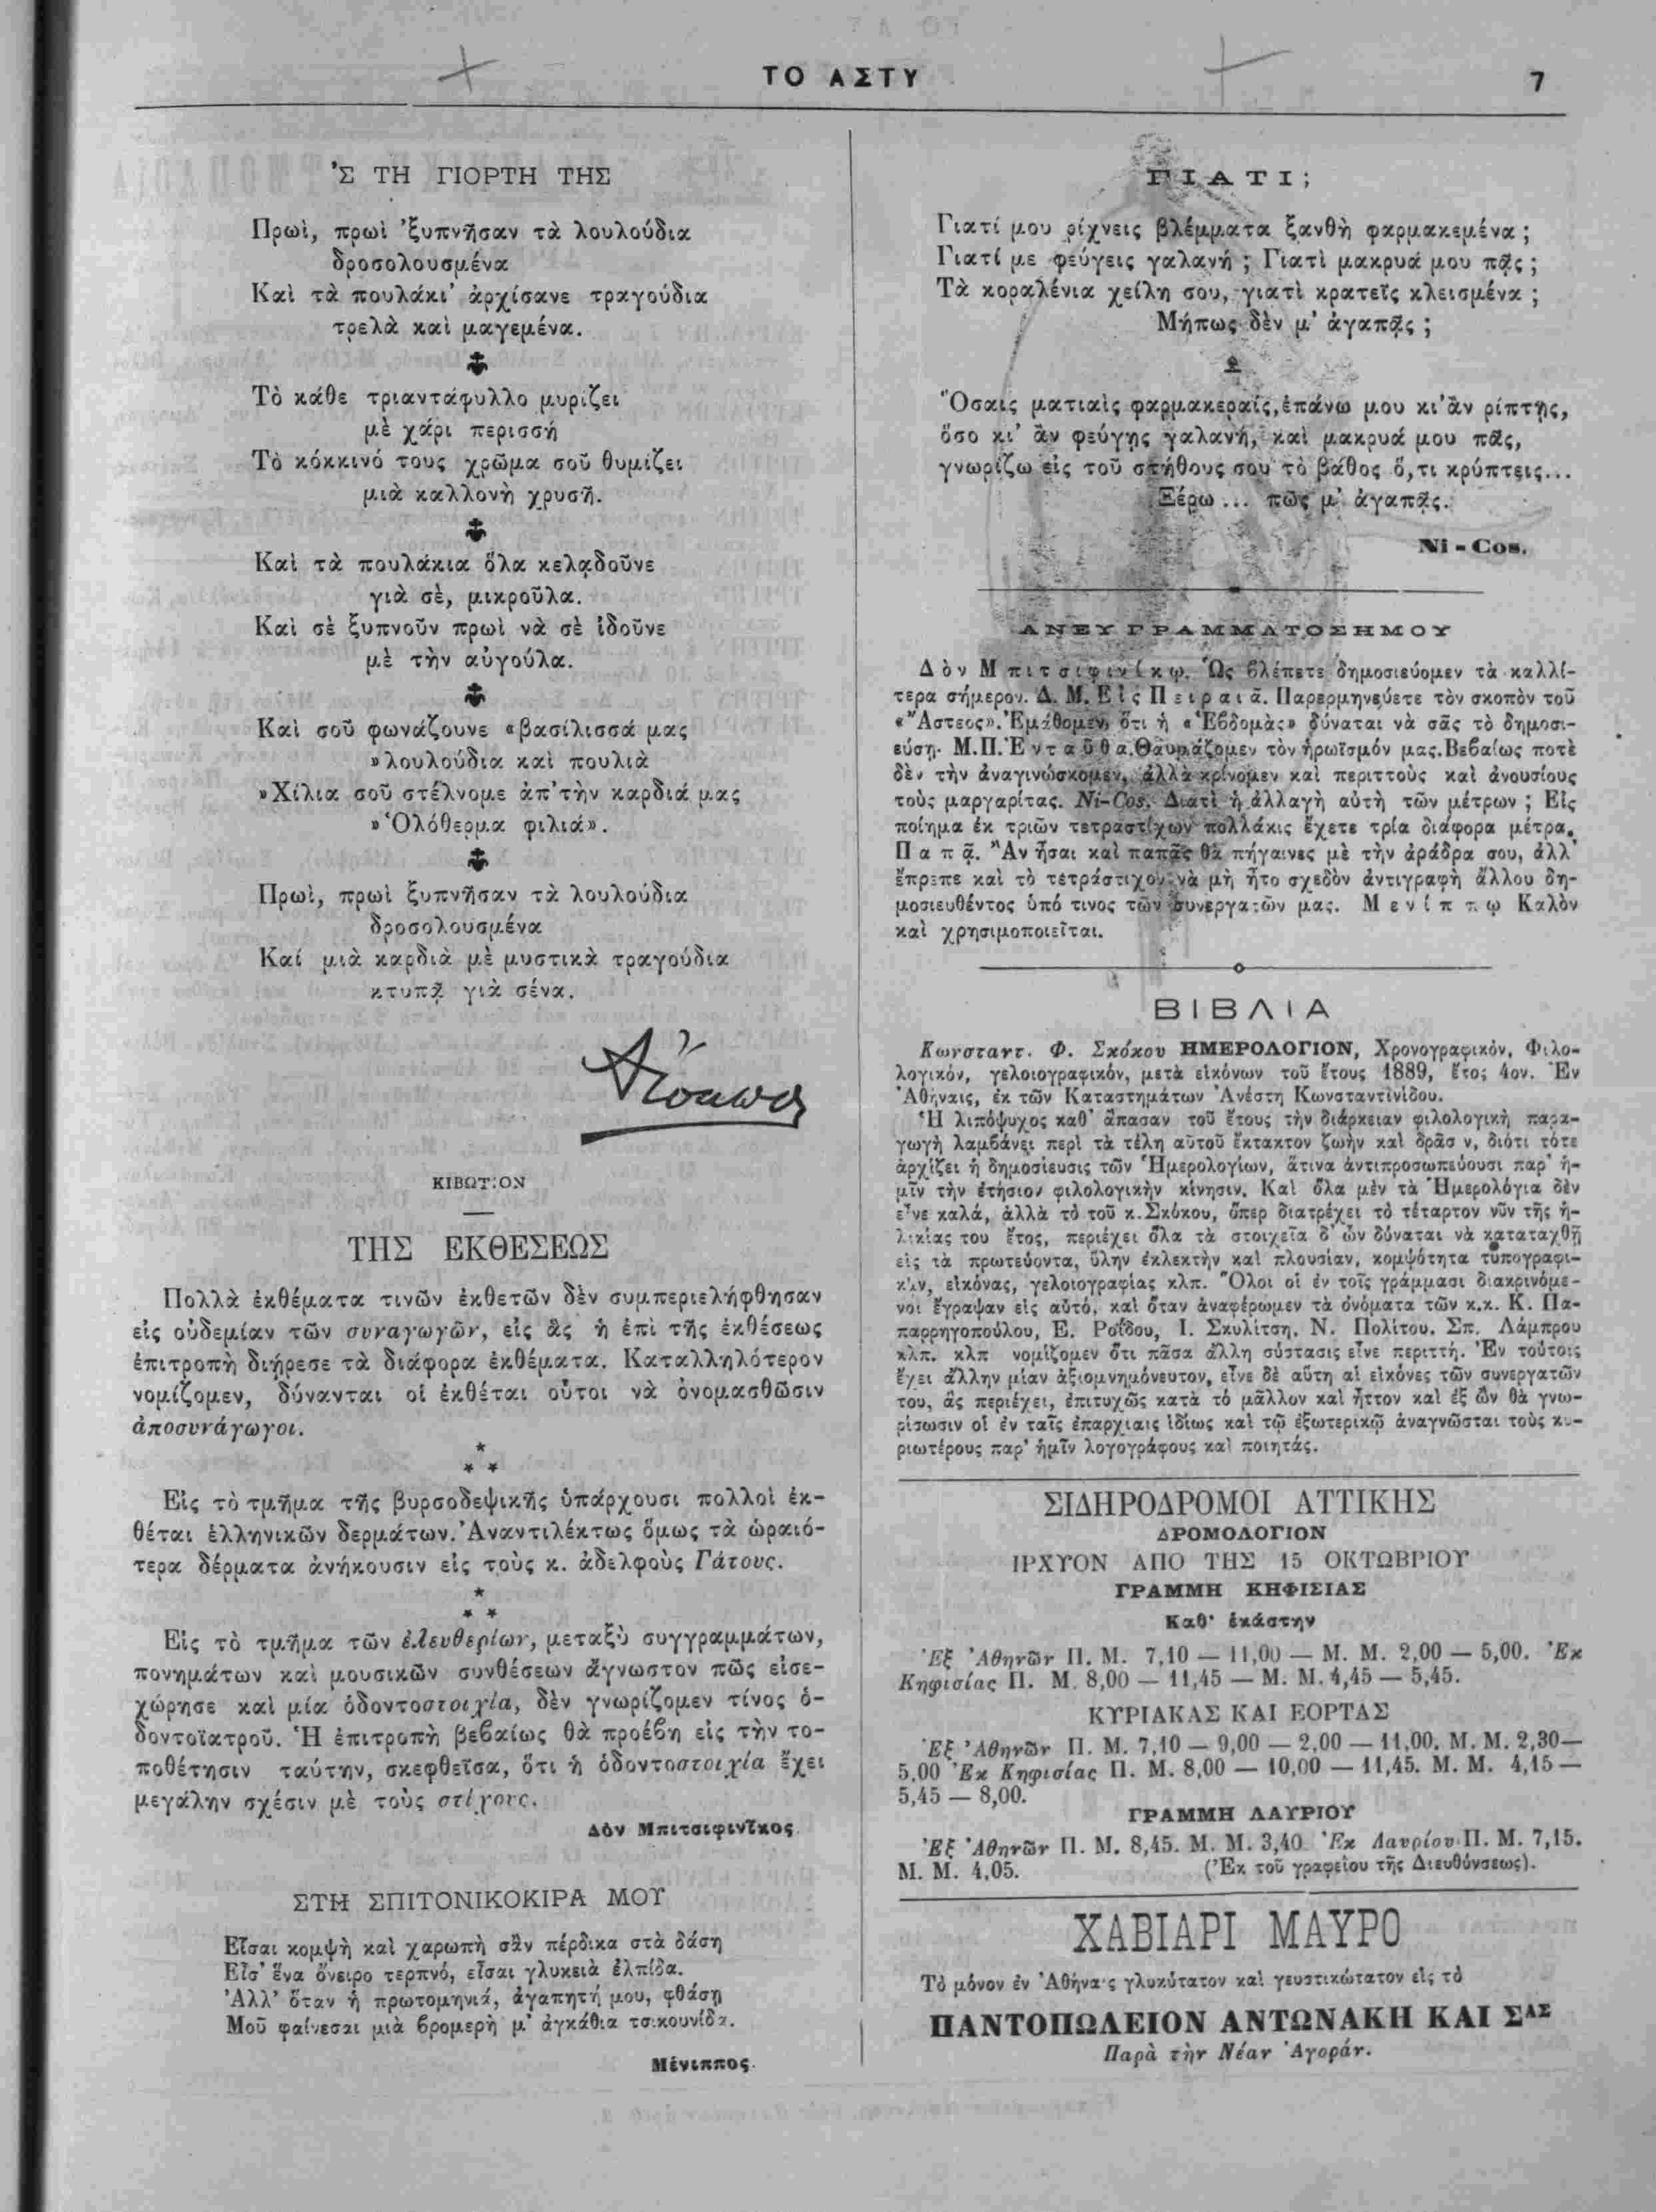 ΤΟ ΑΣΤΥ
7
Ἐς ΤΗ ΓΙΟΡΤΗ ΤΗΣ
Πρωὶ, πρωὶ 'ξυπνῆσαν τὰ λουλούδια
δροσολουσμένα
Καὶ τὰ πουλάκι' ἀρχίσανε τραγούδια
τρελὰ καὶ μαγεμένα.
Τὸ κάθε τριαντάφυλλο μυρίζει
μὲ χάρι περισσή
Τὸ κόκκινό τους χρῶμα σοῦ θυμίζει
μιὰ καλλονὴ χρυσῆ.
Καὶ τὰ πουλάκια ὅλα κελαδοῦνε
γιὰ σὲ, μικροῦλα.
Καὶ σὲ ξυπνοῦν πρωὶ νὰ σὲ ἰδοῦνε
μὲ τὴν αὐγούλα.
Καὶ σοῦ φωνάζουνε «βασίλισσά μας
»λουλούδια καὶ πουλιὰ
»Χίλια σοῦ στέλνομε ἀπ'τὴν καρδιά μας
»Ὁλόθερμα φιλιά».
Πρωὶ, πρωὶ ξυπνῆσαν τὰ λουλούδια
δροσολουσμένα
Καί μιὰ καρδιὰ μὲ μυστικὰ τραγούδια
κτυπᾷ γιὰ σένα.
Αἴσωπος
ΚΙΒΩΤΙΟΝ
ΤΗΣ ΕΚΘΕΣΕΩΣ
Πολλὰ ἐκθέματα τινῶν ἐκθετῶν δὲν συμπεριελήφθησαν
εἰς οὐδεμίαν τῶν συναγωγῶν, εἰς ἃς ἡ ἐπὶ τῆς ἐκθέσεως
ἐπιτροπὴ διῄρεσε τὰ διάφορα ἐκθέματα. Καταλληλότερον
νομίζομεν, δύνανται οἱ ἐκθέται οὗτοι νὰ ὀνομασθῶσιν
ἀποσυνάγωγοι.
Εἰς τὸ τμῆμα τῆς βυρσοδεψικῆς ὑπάρχουσι πολλοὶ ἐκ-
θέται ἑλληνικῶν δερμάτων. Ἀναντιλέκτως ὅμως τὰ ὡραιό-
τερα δέρματα ἀνήκουσιν εἰς τοὺς κ. ἀδελφοὺς Γάτους.
Εἰς τὸ τμῆμα τῶν ἐλευθερίων, μεταξὺ συγγραμμάτων,
πονημάτων καὶ μουσικῶν συνθέσεων ἄγνωστον πῶς εἰσε-
χώρησε καὶ μία ὀδοντοστοιχία, δὲν γνωρίζομεν τίνος ὁ-
δοντοϊατροῦ. Ἡ ἐπιτροπὴ βεβαίως θὰ προέβη εἰς τὴν το-
ποθέτησιν ταύτην, σκεφθεῖσα, ὅτι ἡ ὁδοντοστοιχία ἔχει
μεγάλην σχέσιν μὲ τοὺς στίχους.
Δὸν Μπιτσιφινῖκος
ΣΤΗ ΣΠΙΤΟΝΙΚΟΚΙΡΑ ΜΟΥ
Εἶσαι κομψὴ καὶ χαρωπὴ σὰν πέρδικα στὰ δάση
Εἶσ' ἕνα ὄνειρο τερπνό, εἶσαι γλυκειὰ ἐλπίδα.
'Αλλ' ὅταν ἡ πρωτομηνιά, ἀγαπητή μου, φθάσῃ
Μοῦ φαίνεσαι μιὰ βρομερὴ μ' ἀγκάθια τσικουνίδα.
Μένιππος.
ΓΙΑΤΙ;
Γιατί μου ρίχνεις βλέμματα ξανθὴ φαρμακεμένα ;
Γιατί με φεύγεις γαλανή ; Γιατὶ μακρυά μου πᾷς ;
Τὰ κοραλένια χείλη σου, γιατὶ κρατεῖς κλεισμένα ;
Μήπως δὲν μ' ἀγαπᾷς ;
Ὅσαις ματιαὶς φαρμακεραίς, ἐπάνω μου κι'ἂν ρίπτῃς,
ὅσο κι' ἂν φεύγῃς γαλανή, καὶ μακρυά μου πᾶς,
γνωρίζω εἰς τοῦ στήθους σου τὸ βάθος ὅ,τι κρύπτεις...
Ξέρω... πῶς μ' ἀγαπᾷς.
Ni-Cos.
ΑΝΕΥ ΓΡΑΜΜΑΤΟΣΗΜΟΥ
Δὸν Μπιτσιφινίκῳ. Ὡς βλέπετε δημοσιεύομεν τὰ καλλί-
τερα σήμερον. Δ. Μ. Εἰς Πειραιᾶ. Παρερμηνεύετε τὸν σκοπὸν τοῦ
«Ἄστεος». Ἐμάθομεν, ὅτι ἡ «Ἑβδομὰς» δύναται νὰ σᾶς τὸ δημοσι-
εύσῃ. Μ.Π. Ἐνταῦθα. Θαυμάζομεν τὸν ἡρωϊσμόν μας. Βεβαίως ποτὲ
δὲν τὴν ἀναγινώσκομεν, ἀλλὰ κρίνομεν καὶ περιττοὺς καὶ ἀνουσίους
τοὺς μαργαρίτας. Ni-Cos. Διατὶ ἡ ἀλλαγὴ αὐτὴ τῶν μέτρων ; Εἰς
ποίημα ἐκ τριῶν τετραστίχων πολλάκις ἔχετε τρία διάφορα μέτρα.
Παπᾷ. Ἂν ἦσαι καὶ παπᾶς θὰ πήγαινες μὲ τὴν ἀράδρα σου, ἀλλ'
ἔπρεπε καὶ τὸ τετράστιχον νὰ μὴ ἦτο σχεδὸν ἀντιγραφὴ ἄλλου δη-
μοσιευθέντος ὑπό τινος τῶν συνεργατῶν μας. Μενίππῳ Καλὸν
καὶ χρησιμοποιεῖται.
ΒΙΒΛΙΑ
Κωνσταντ. Φ. Σκόκου ΗΜΕΡΟΛΟΓΙΟΝ, Χρονογραφικόν, Φιλο-
λογικόν, γελοιογραφικόν, μετὰ εἰκόνων τοῦ ἔτους 1889, ἔτος 4ον. Ἐν
Ἀθήναις, ἐκ τῶν Καταστημάτων Ἀνέστη Κωνσταντινίδου.
Ἡ λιπόψυχος καθ' ἅπασαν τοῦ ἔτους τὴν διάρκειαν φιλολογικὴ παρα-
γωγὴ λαμβάνει περὶ τὰ τέλη αὐτοῦ ἔκτακτον ζωὴν καὶ δρᾶσιν, διότι τότε
ἀρχίζει ἡ δημοσίευσις τῶν Ἡμερολογίων, ἅτινα ἀντιπροσωπεύουσι παρ' ἡ-
μῖν τὴν ἐτήσιον φιλολογικὴν κίνησιν. Καὶ ὅλα μὲν τὰ Ἡμερολόγια δὲν
εἶνε καλά, ἀλλὰ τὸ τοῦ κ. Σκόκου, ὅπερ διατρέχει τὸ τέταρτον νῦν τῆς ἡ-
λικίας του ἔτος, περιέχει ὅλα τὰ στοιχεῖα δι' ὧν δύναται νὰ καταταχθῇ
εἰς τὰ πρωτεύοντα, ὕλην ἐκλεκτὴν καὶ πλουσίαν, κομψότητα τυπογραφι-
κὴν, εἰκόνας, γελοιογραφίας κλπ. Ὅλοι οἱ ἐν τοῖς γράμμασι διακρινόμε-
νοι ἔγραψαν εἰς αὐτό, καὶ ὅταν ἀναφέρωμεν τὰ ὀνόματα τῶν κ.κ. Κ. Πα-
παρρηγοπούλου, Ε. Ροΐδου, Ι. Σκυλίτση, Ν. Πολίτου, Σπ. Λάμπρου
κλπ. κλπ νομίζομεν ὅτι πᾶσα ἄλλη σύστασις εἶνε περιττή. Ἐν τούτοις
ἔχει ἄλλην μίαν ἀξιομνημόνευτον, εἶνε δὲ αὕτη αἱ εἰκόνες τῶν συνεργατῶν
του, ἃς περιέχει, ἐπιτυχῶς κατὰ τὸ μᾶλλον καὶ ἧττον καὶ ἐξ ὧν θὰ γνω-
ρίσωσιν οἱ ἐν ταῖς ἐπαρχίαις ἰδίως καὶ τῷ ἐξωτερικῷ ἀναγνῶσται τοὺς κυ-
ριωτέρους παρ' ἡμῖν λογογράφους καὶ ποιητάς.
ΣΙΔΗΡΟΔΡΟΜΟΙ ΑΤΤΙΚΗΣ
ΔΡΟΜΟΛΟΓΙΟΝ
ΙΡΧΥΟΝ ΑΠΟ ΤΗΣ 15 ΟΚΤΩΒΡΙΟΥ
ΓΡΑΜΜΗ ΚΗΦΙΣΙΑΣ
Καθ' ἑκάστην
Ἐξ Ἀθηνῶν Π. Μ. 7,10 — 11,00 — Μ. Μ. 2,00 — 5,00. Ἐκ
Κηφισίας Π. Μ. 8,00 — 11,45 — Μ. Μ. 4,45 — 5,45.
ΚΥΡΙΑΚΑΣ ΚΑΙ ΕΟΡΤΑΣ
Ἐξ Ἀθηνῶν Π. Μ. 7,10 — 9,00 — 2,00 — 11,00. Μ. Μ. 2,30—
5,00 Ἐκ Κηφισίας Π. Μ. 8,00 — 10,00 — 11,45. Μ. Μ. 4,15 —
5,45 — 8,00.
ΓΡΑΜΜΗ ΛΑΥΡΙΟΥ
Ἐξ Ἀθηνῶν Π. Μ. 8,45. Μ. Μ. 3,40 Ἐκ Λαυρίου Π. Μ. 7,15.
Μ. Μ. 4,05. (Ἐκ τοῦ γραφείου τῆς Διευθύνσεως).
ΧΑΒΙΑΡΙ ΜΑΥΡΟ
Τὸ μόνον ἐν Ἀθήναις γλυκύτατον καὶ γευστικώτατον εἰς τὸ
ΠΑΝΤΟΠΩΛΕΙΟΝ ΑΝΤΩΝΑΚΗ ΚΑΙ ΣΑΣ
Παρὰ τὴν Νέαν Ἀγοράν.